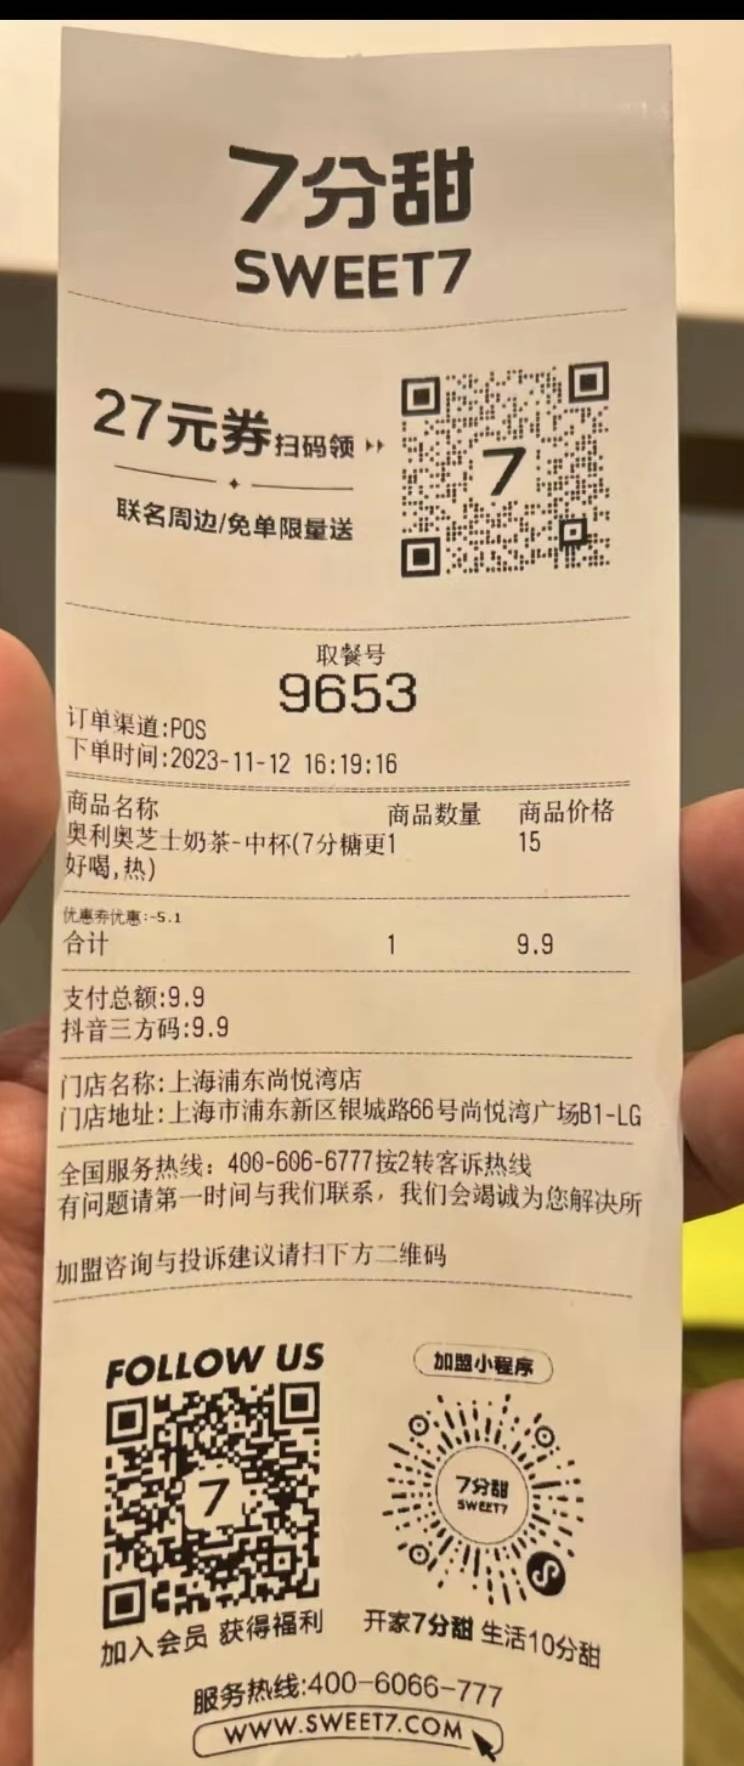 7分甜
SWEET7
27元券扫码领
联名周边/免单限量送
7
取餐号
9653
订单渠道:POS
下单时间:2023-11-12 16:19:16
商品名称 商品数量 商品价格
奥利奥芝士奶茶-中杯(7分糖更1 15
好喝,热)
优惠券优惠:-5.1
合计 1 9.9
支付总额:9.9
抖音三方码:9.9
门店名称:上海浦东尚悦湾店
门店地址:上海市浦东新区银城路66号尚悦湾广场B1-LG
全国服务热线：400-606-6777按2转客诉热线
有问题请第一时间与我们联系，我们会竭诚为您解决所
加盟咨询与投诉建议请扫下方二维码
FOLLOW US
7
加入会员 获得福利
加盟小程序
7分甜
SWEET7
开家7分甜 生活10分甜
服务热线:400-6066-777
WWW.SWEET7.COM